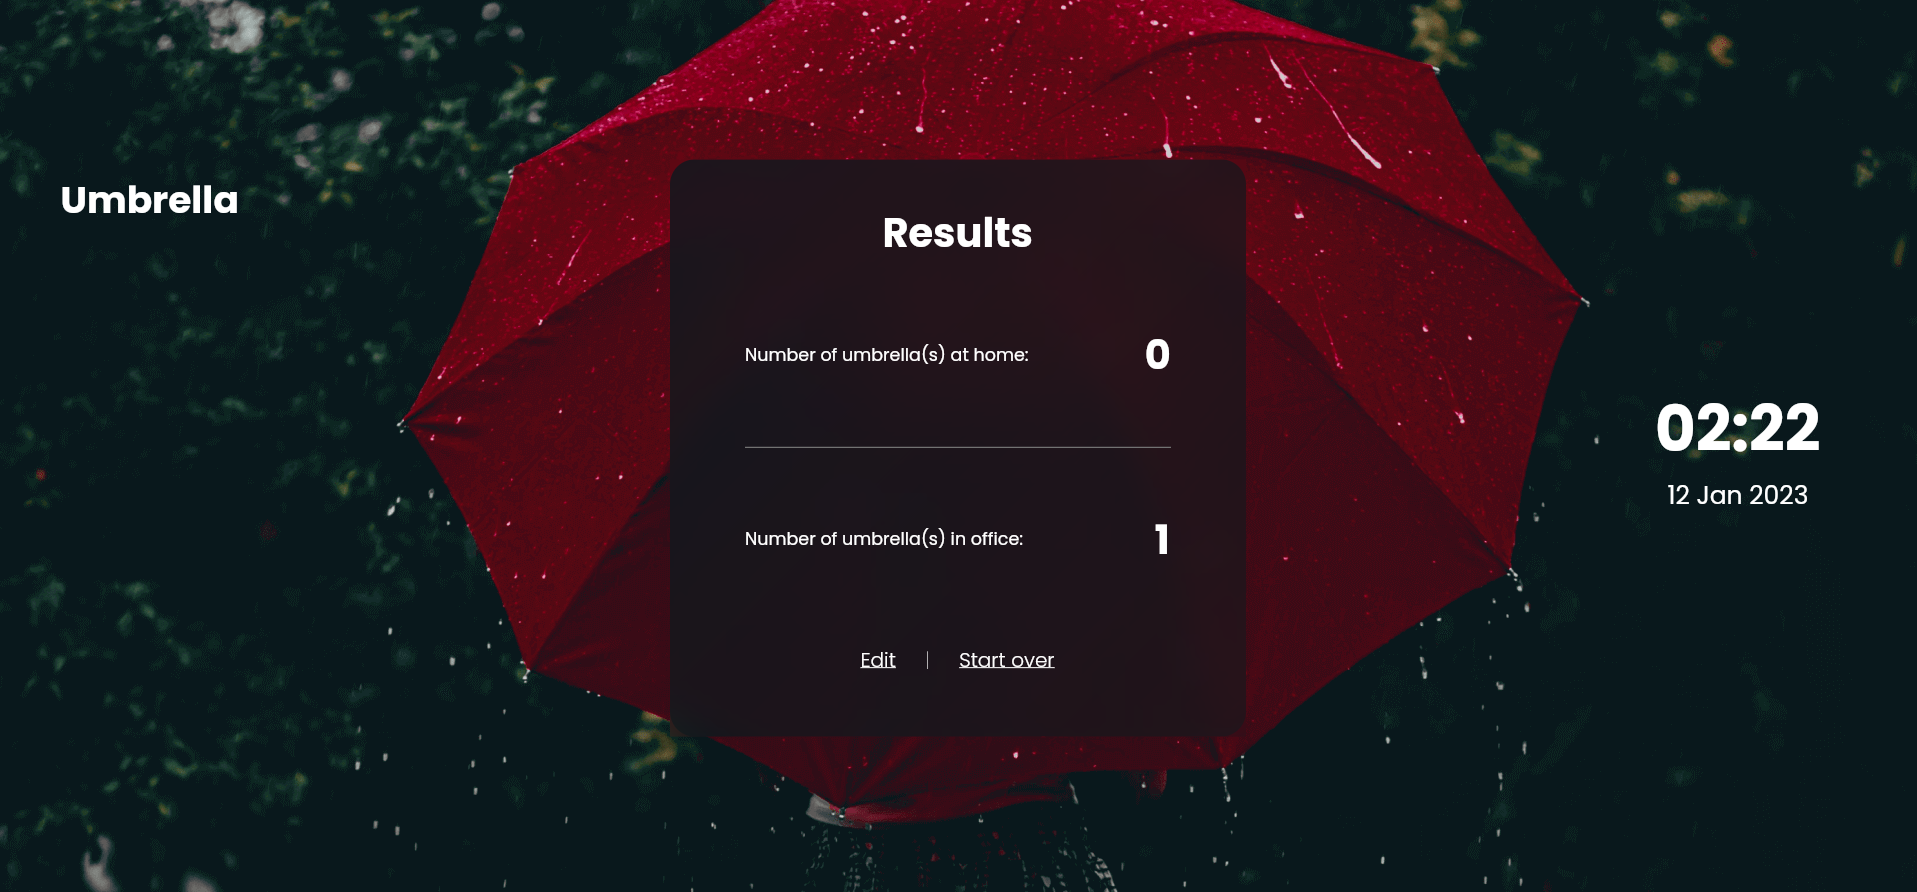 Umbrella
Results
Number of umbrella(s) at home: 0
Number of umbrella(s) in office: 1
Edit | Start over
02:22
12 Jan 2023